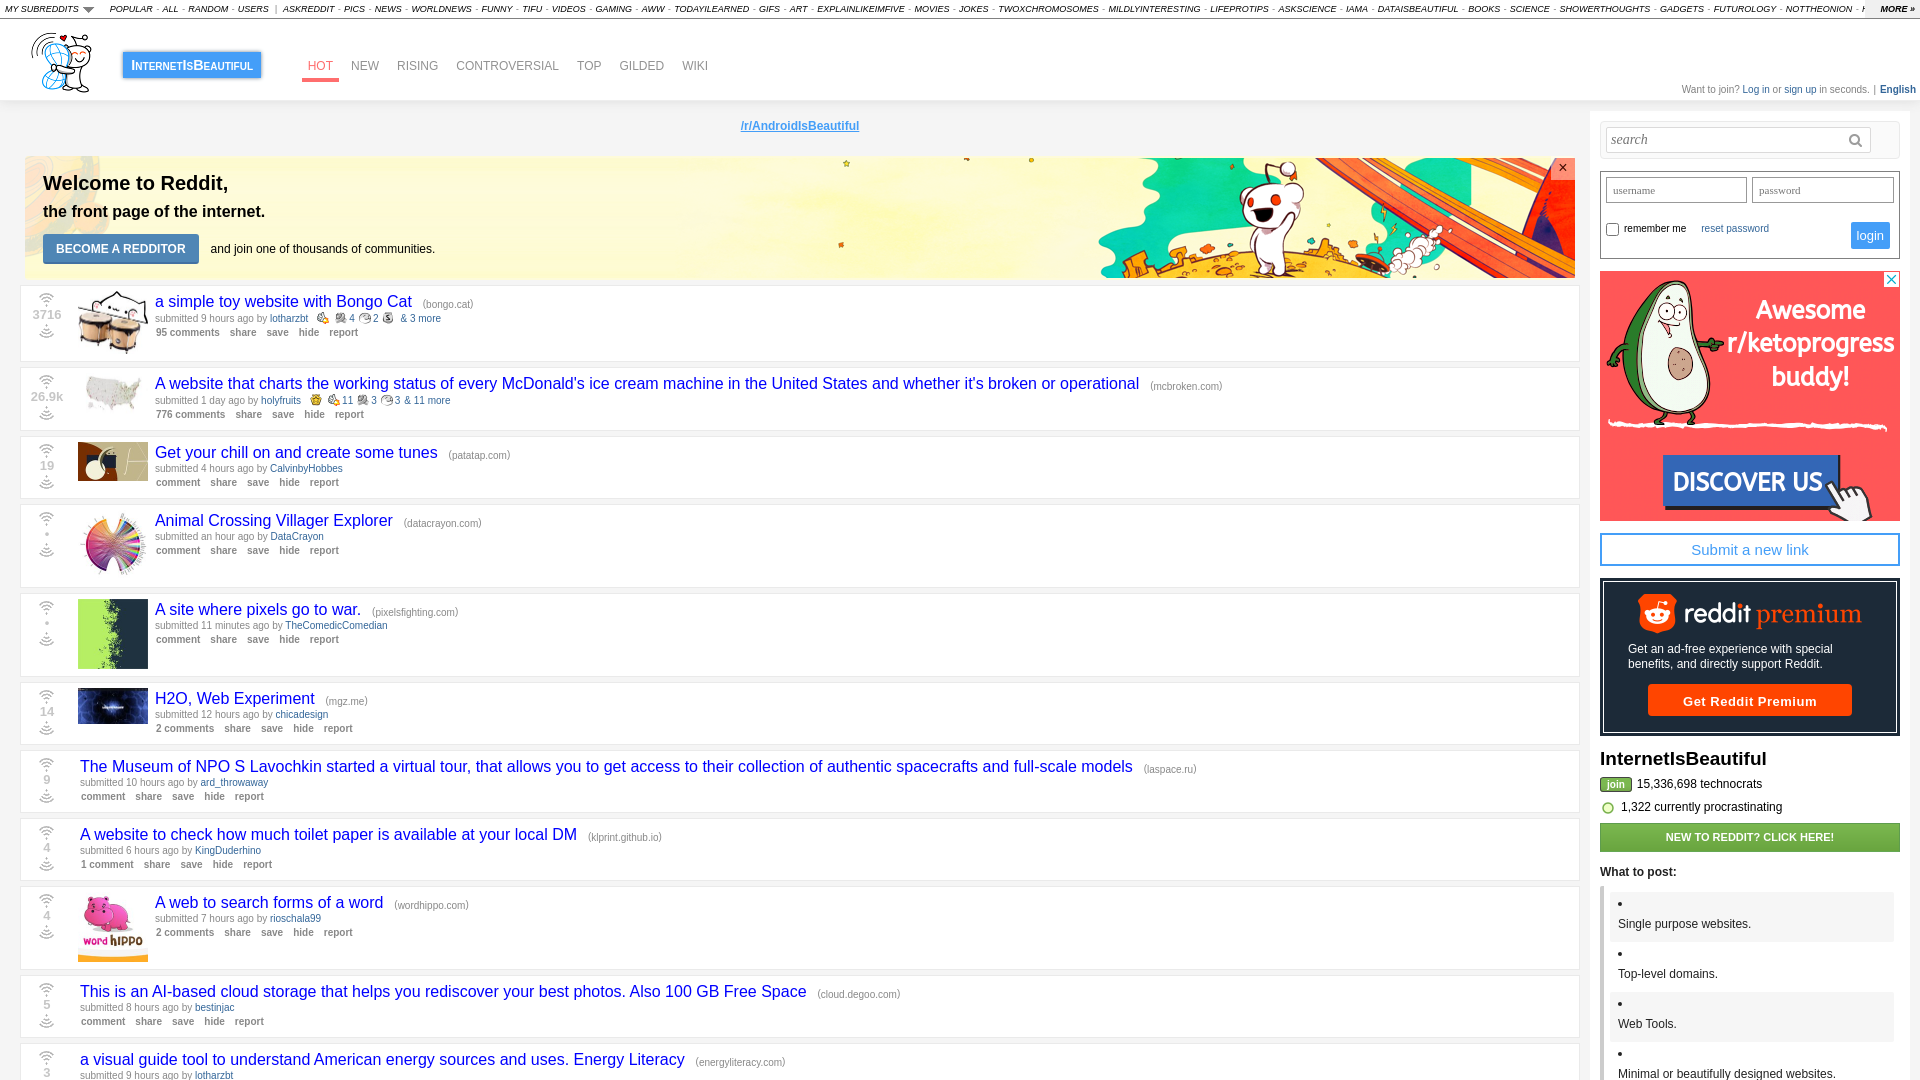 MY SUBREDDITS POPULAR - ALL - RANDOM - USERS | ASKREDDIT - PICS - NEWS - WORLDNEWS - FUNNY - TIFU - VIDEOS - GAMING - AWW - TODAYILEARNED - GIFS - ART - EXPLAINLIKEIMFIVE - MOVIES - JOKES - TWOXCHROMOSOMES - MILDLYINTERESTING - LIFEPROTIPS - ASKSCIENCE - IAMA - DATAISBEAUTIFUL - BOOKS - SCIENCE - SHOWERTHOUGHTS - GADGETS - FUTUROLOGY - NOTTHEONION - MORE »
InternetIsBeautiful HOT NEW RISING CONTROVERSIAL TOP GILDED WIKI
Want to join? Log in or sign up in seconds. | English
/r/AndroidIsBeautiful
Welcome to Reddit,
the front page of the internet.
BECOME A REDDITOR and join one of thousands of communities.
×
3716
a simple toy website with Bongo Cat (bongo.cat)
submitted 9 hours ago by lotharzbt 4 2 & 3 more
95 comments share save hide report
26.9k
A website that charts the working status of every McDonald's ice cream machine in the United States and whether it's broken or operational (mcbroken.com)
submitted 1 day ago by holyfruits 11 3 3 & 11 more
776 comments share save hide report
19
Get your chill on and create some tunes (patatap.com)
submitted 4 hours ago by CalvinbyHobbes
comment share save hide report
•
Animal Crossing Villager Explorer (datacrayon.com)
submitted an hour ago by DataCrayon
comment share save hide report
•
A site where pixels go to war. (pixelsfighting.com)
submitted 11 minutes ago by TheComedicComedian
comment share save hide report
14
H2O, Web Experiment (mgz.me)
submitted 12 hours ago by chicadesign
2 comments share save hide report
9
The Museum of NPO S Lavochkin started a virtual tour, that allows you to get access to their collection of authentic spacecrafts and full-scale models (laspace.ru)
submitted 10 hours ago by ard_throwaway
comment share save hide report
4
A website to check how much toilet paper is available at your local DM (klprint.github.io)
submitted 6 hours ago by KingDuderhino
1 comment share save hide report
4
word hippo
A web to search forms of a word (wordhippo.com)
submitted 7 hours ago by rioschala99
2 comments share save hide report
5
This is an AI-based cloud storage that helps you rediscover your best photos. Also 100 GB Free Space (cloud.degoo.com)
submitted 8 hours ago by bestinjac
comment share save hide report
3
a visual guide tool to understand American energy sources and uses. Energy Literacy (energyliteracy.com)
submitted 9 hours ago by lotharzbt
search
username password
remember me reset password login
Awesome
r/ketoprogress
buddy!
DISCOVER US
Submit a new link
reddit premium
Get an ad-free experience with special
benefits, and directly support Reddit.
Get Reddit Premium
InternetIsBeautiful
join 15,336,698 technocrats
1,322 currently procrastinating
NEW TO REDDIT? CLICK HERE!
What to post:
•
Single purpose websites.
•
Top-level domains.
•
Web Tools.
•
Minimal or beautifully designed websites.